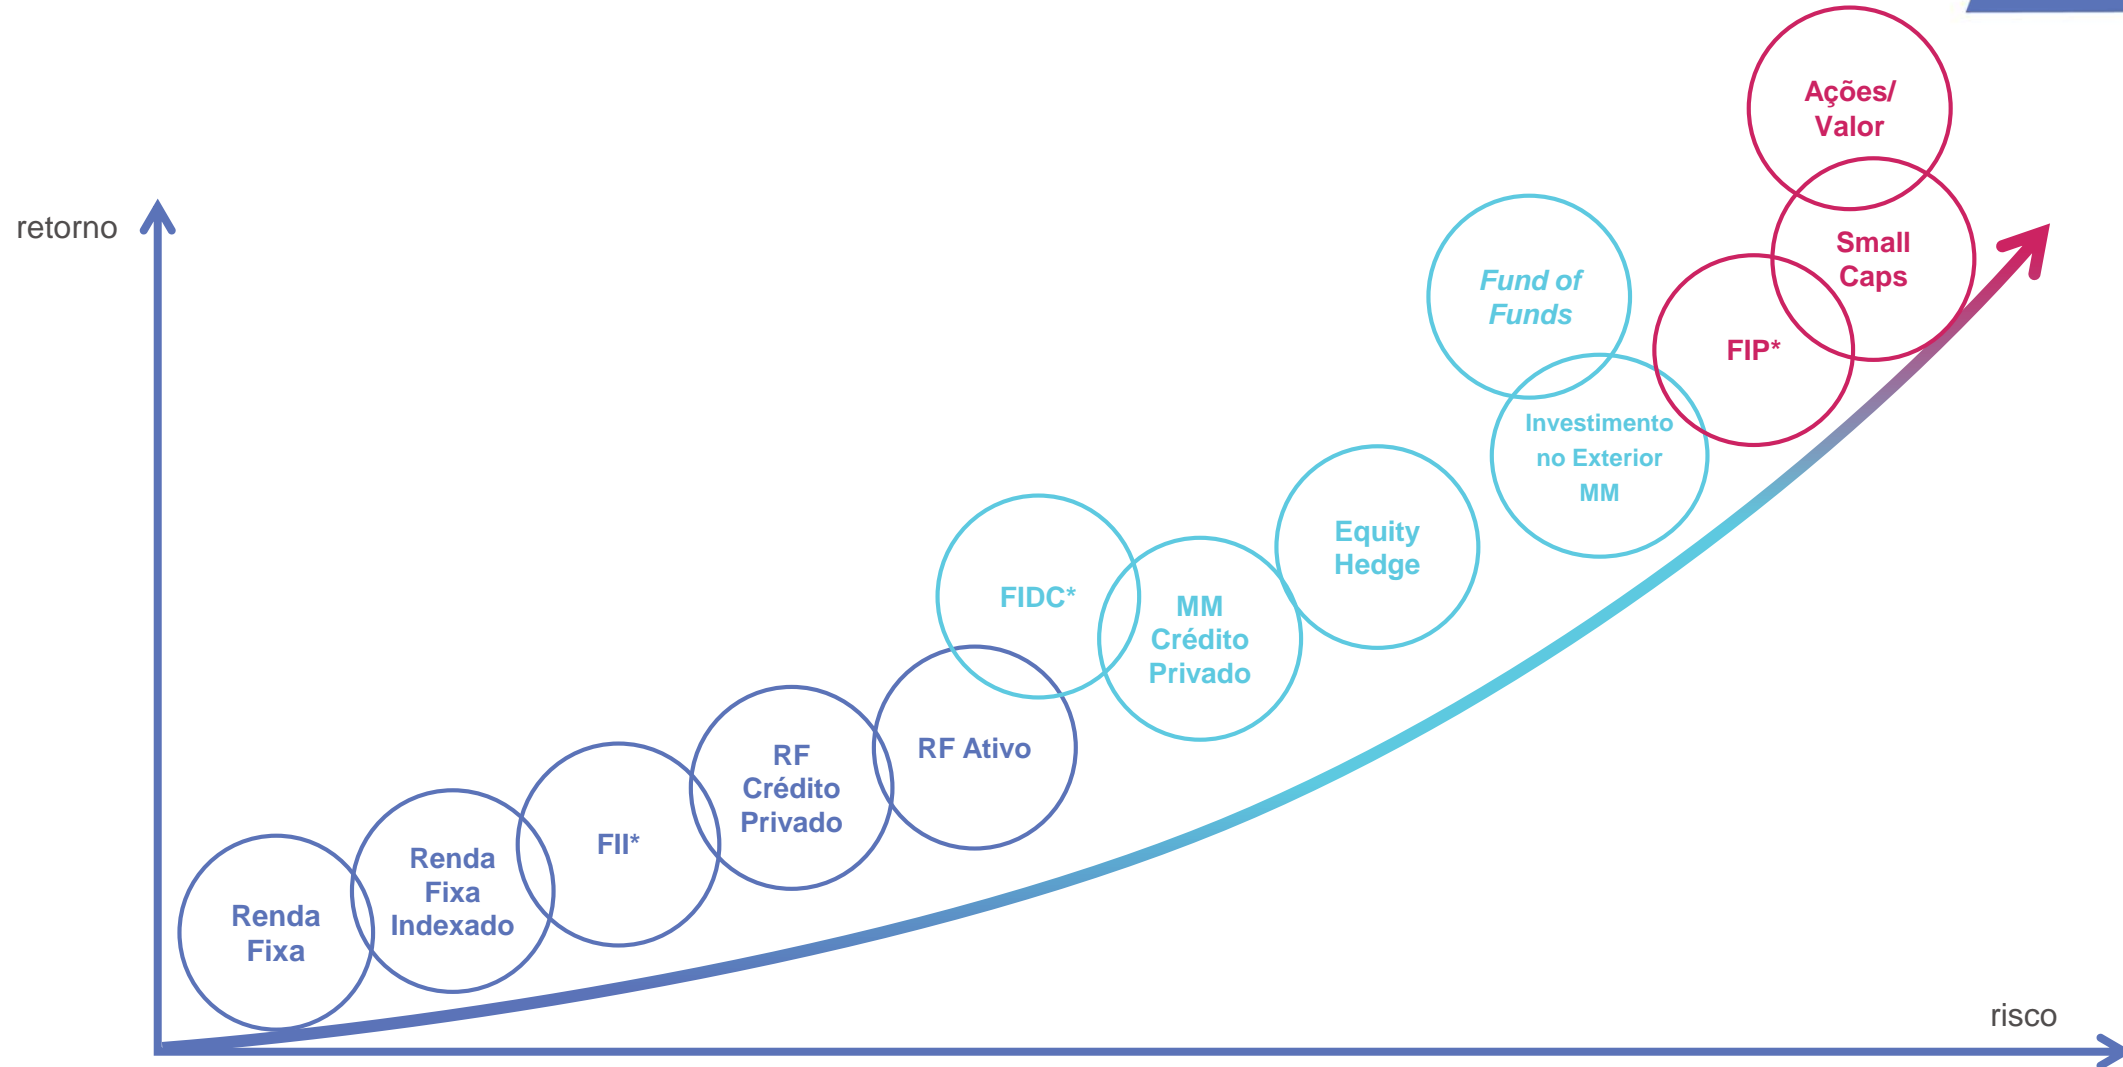 Ações/
Valor
retorno
Small
Caps
Fund of
Funds
FIP*
Investimento
no Exterior
MM
Equity
Hedge
FIDC*
MM
Crédito
Privado
RF Ativo
RF
Crédito
Privado
FII*
Renda
Fixa
Indexado
Renda
Fixa
risco